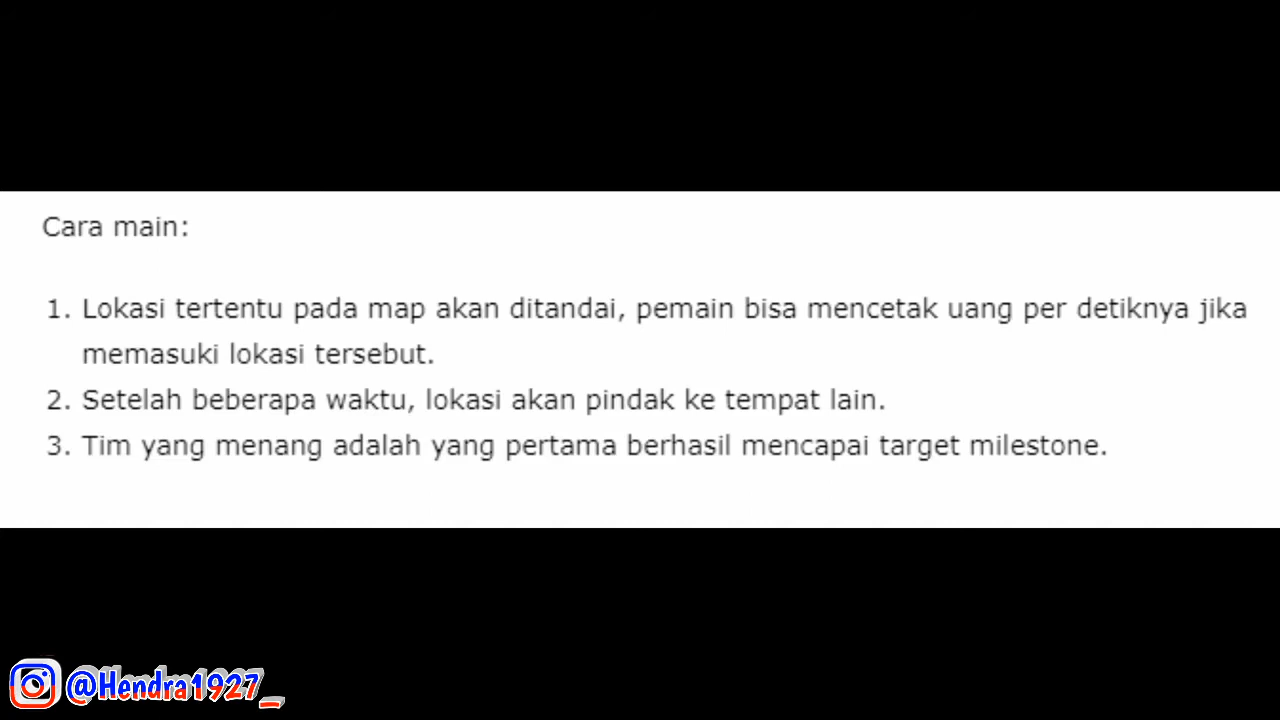 Cara main:
1. Lokasi tertentu pada map akan ditandai, pemain bisa mencetak uang per detiknya jika
memasuki lokasi tersebut.
2. Setelah beberapa waktu, lokasi akan pindak ke tempat lain.
3. Tim yang menang adalah yang pertama berhasil mencapai target milestone.
@Hendra1927_